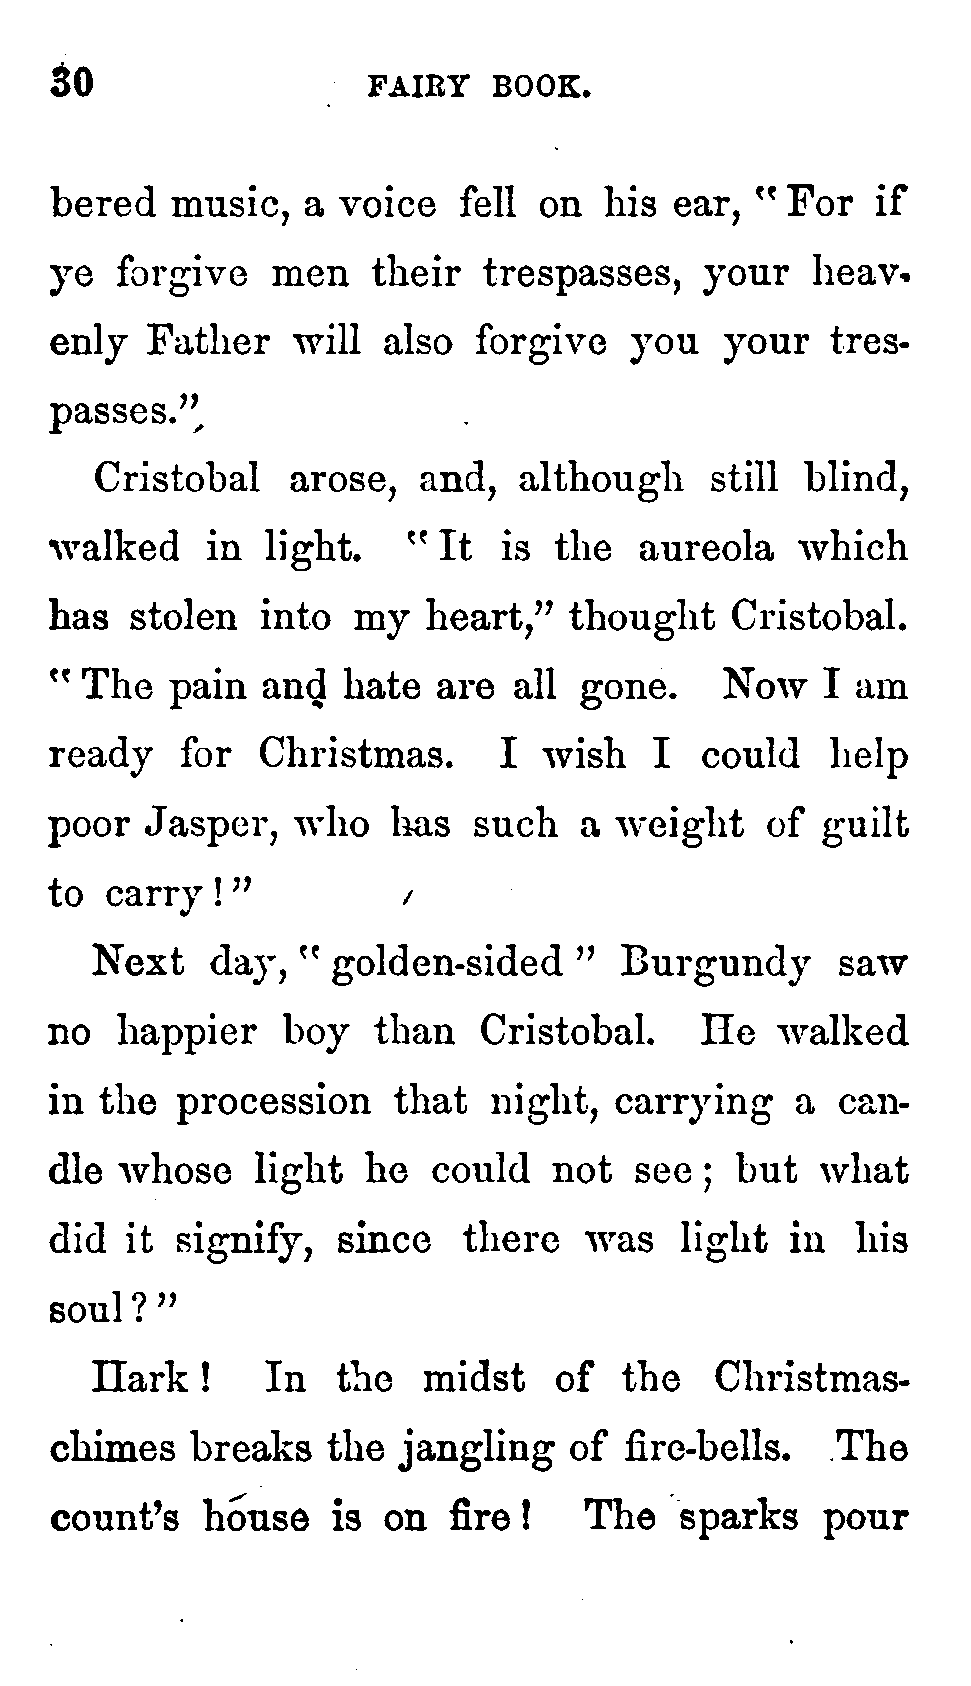 30 FAIRY BOOK.
bered music, a voice fell on his ear, "For if
ye forgive men their trespasses, your heav-
enly Father will also forgive you your tres-
passes."
Cristobal arose, and, although still blind,
walked in light. "It is the aureola which
has stolen into my heart," thought Cristobal.
"The pain and hate are all gone. Now I am
ready for Christmas. I wish I could help
poor Jasper, who has such a weight of guilt
to carry!"
Next day, "golden-sided" Burgundy saw
no happier boy than Cristobal. He walked
in the procession that night, carrying a can-
dle whose light he could not see; but what
did it signify, since there was light in his
soul?"
Hark! In the midst of the Christmas-
chimes breaks the jangling of fire-bells. The
count's house is on fire! The sparks pour